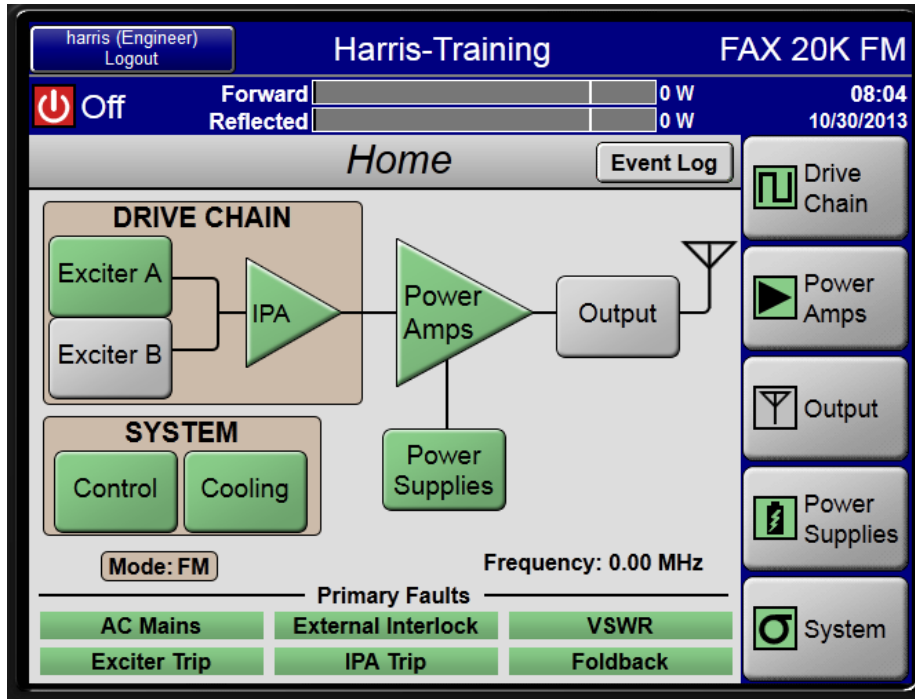 harris (Engineer)
Logout
Harris-Training
FAX 20K FM
Off
Forward
0 W
Reflected
0 W
08:04
10/30/2013
Home
Event Log
DRIVE CHAIN
Exciter A
Exciter B
IPA
Power
Amps
Output
SYSTEM
Control
Cooling
Power
Supplies
Mode: FM
Frequency: 0.00 MHz
Primary Faults
AC Mains
External Interlock
VSWR
Exciter Trip
IPA Trip
Foldback
Drive
Chain
Power
Amps
Output
Power
Supplies
System